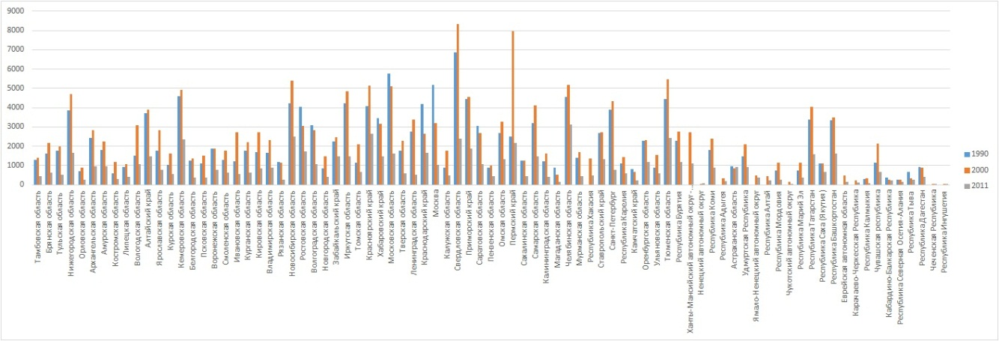 9000
8000
7000
6000
5000
4000
3000
2000
1000
0
Тамбовская область
Брянская область
Тульская область
Нижегородская область
Орловская область
Архангельская область
Амурская область
Костромская область
Липецкая область
Вологодская область
Алтайский край
Ярославская область
Курская область
Кемеровская область
Белгородская область
Псковская область
Воронежская область
Смоленская область
Ивановская область
Курганская область
Кировская область
Владимирская область
Рязанская область
Новосибирская область
Ростовская область
Волгоградская область
Новгородская область
Забайкальский край
Иркутская область
Томская область
Красноярский край
Хабаровский край
Московская область
Тверская область
Ленинградская область
Краснодарский край
Москва
Калужская область
Свердловская область
Приморский край
Саратовская область
Пензенская область
Омская область
Пермский край
Сахалинская область
Самарская область
Калининградская область
Магаданская область
Челябинская область
Мурманская область
Республика Хакасия
Ставропольский край
Санкт-Петербург
Республика Карелия
Камчатский край
Оренбургская область
Ульяновская область
Тюменская область
Республика Бурятия
Ханты-Мансийский автономный округ-...
Ненецкий автономный округ
Республика Коми
Республика Адыгея
Астраханская область
Удмуртская Республика
Ямало-Ненецкий автономный округ
Республика Алтай
Республика Мордовия
Чукотский автономный округ
Республика Марий Эл
Республика Татарстан
Республика Саха (Якутия)
Республика Башкортостан
Еврейская автономная область
Карачаево-Черкесская Республика
Республика Калмыкия
Чувашская республика
Кабардино-Балкарская Республика
Республика Северная Осетия-Алания
Республика Тыва
Республика Дагестан
Чеченская Республика
Республика Ингушетия
1990
2000
2011